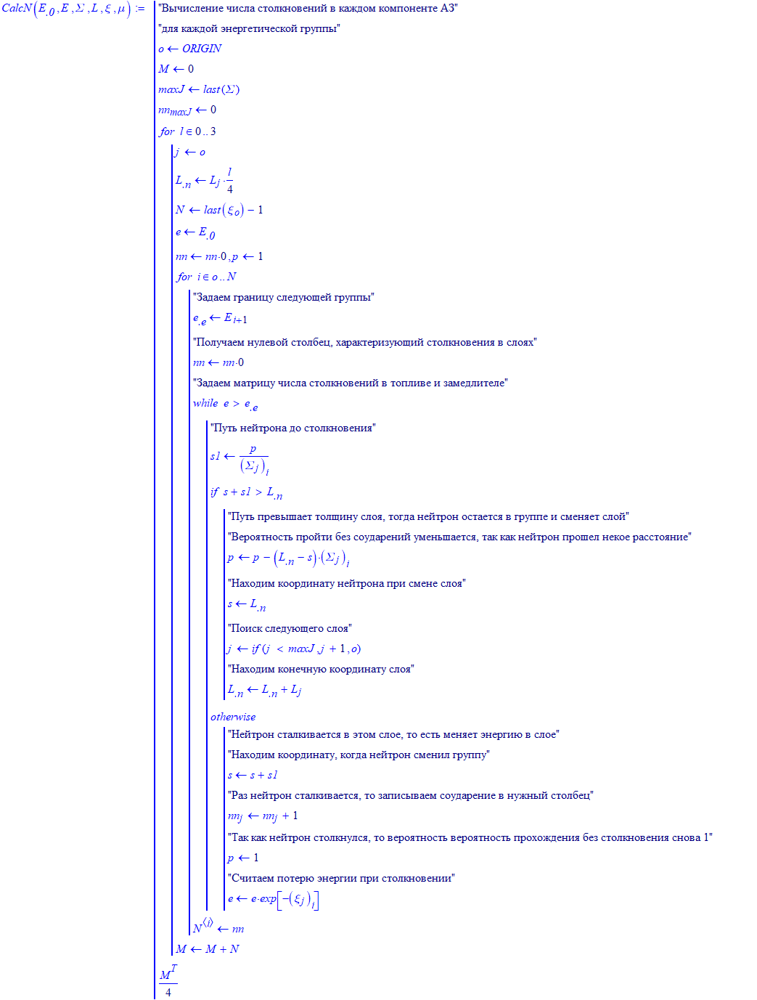 CalcN(E.0, E, Σ, L, ξ, μ) := "Вычисление числа столкновений в каждом компоненте АЗ"
"для каждой энергетической группы"
o ← ORIGIN
M ← 0
maxJ ← last(Σ)
nn_maxJ ← 0
for l ∈ 0 .. 3
j ← o
L.n ← L_j · l/4
N ← last(ξ_o) − 1
e ← E.0
nn ← nn·0, p ← 1
for i ∈ o .. N
"Задаем границу следующей группы"
e.e ← E_i+1
"Получаем нулевой столбец, характеризующий столкновения в слоях"
nn ← nn·0
"Задаем матрицу числа столкновений в топливе и замедлителе"
while e > e.e
"Путь нейтрона до столкновения"
s1 ← p/(Σ_j)_i
if s + s1 > L.n
"Путь превышает толщину слоя, тогда нейтрон остается в группе и сменяет слой"
"Вероятность пройти без соударений уменьшается, так как нейтрон прошел некое расстояние"
p ← p − (L.n − s)·(Σ_j)_i
"Находим координату нейтрона при смене слоя"
s ← L.n
"Поиск следующего слоя"
j ← if(j < maxJ, j + 1, o)
"Находим конечную координату слоя"
L.n ← L.n + L_j
otherwise
"Нейтрон сталкивается в этом слое, то есть меняет энергию в слое"
"Находим координату, когда нейтрон сменил группу"
s ← s + s1
"Раз нейтрон сталкивается, то записываем соударение в нужный столбец"
nn_j ← nn_j + 1
"Так как нейтрон столкнулся, то вероятность вероятность прохождения без столкновения снова 1"
p ← 1
"Считаем потерю энергии при столкновении"
e ← e·exp[−(ξ_j)_i]
N^⟨i⟩ ← nn
M ← M + N
M^T/4